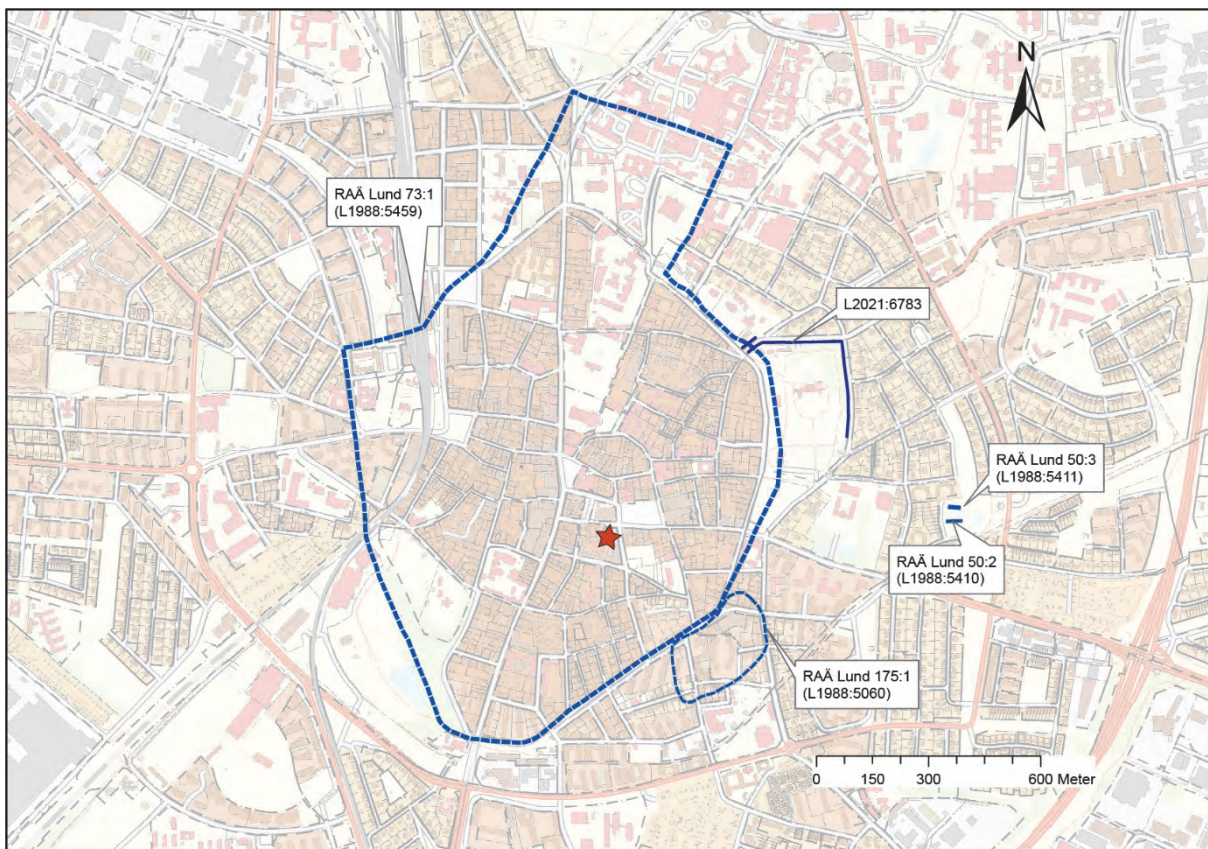 N
RAÄ Lund 73:1
(L1988:5459)
L2021:6783
RAÄ Lund 50:3
(L1988:5411)
RAÄ Lund 50:2
(L1988:5410)
RAÄ Lund 175:1
(L1988:5060)
0 150 300 600 Meter